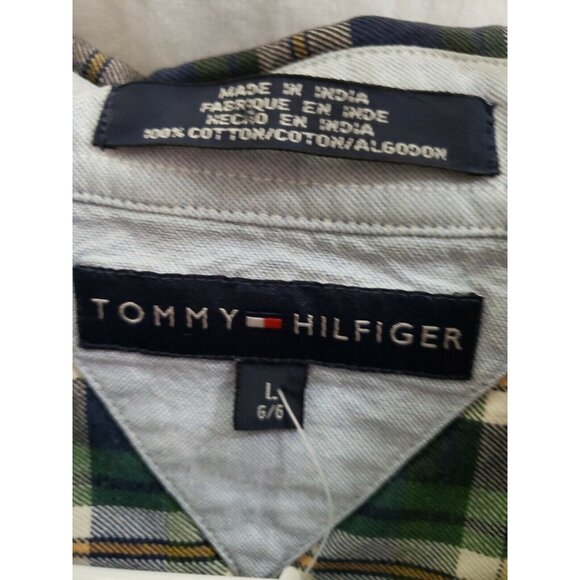 MADE IN INDIA
FABRIQUE EN INDE
HECHO EN INDIA
100% COTTON/COTON/ALGODON
TOMMY HILFIGER
L
G/G